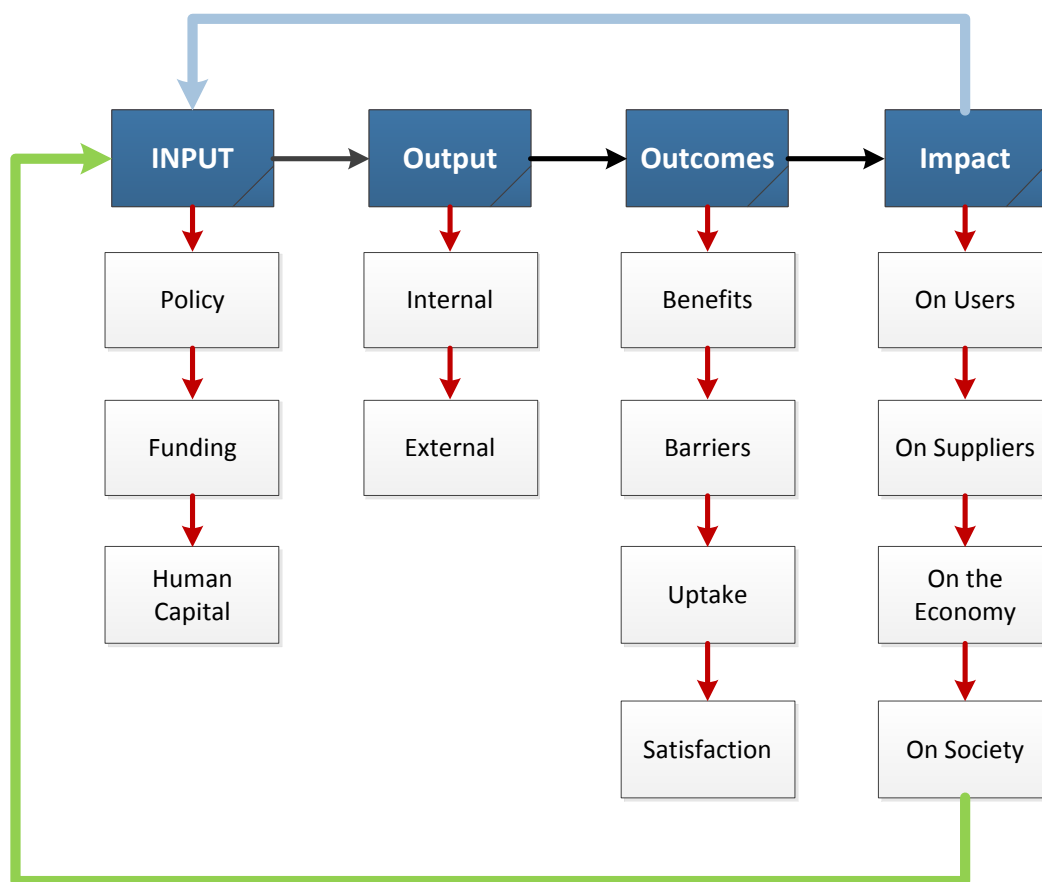 INPUT
Output
Outcomes
Impact
Policy
Internal
Benefits
On Users
Funding
External
Barriers
On Suppliers
Human
Capital
Uptake
On the
Economy
Satisfaction
On Society